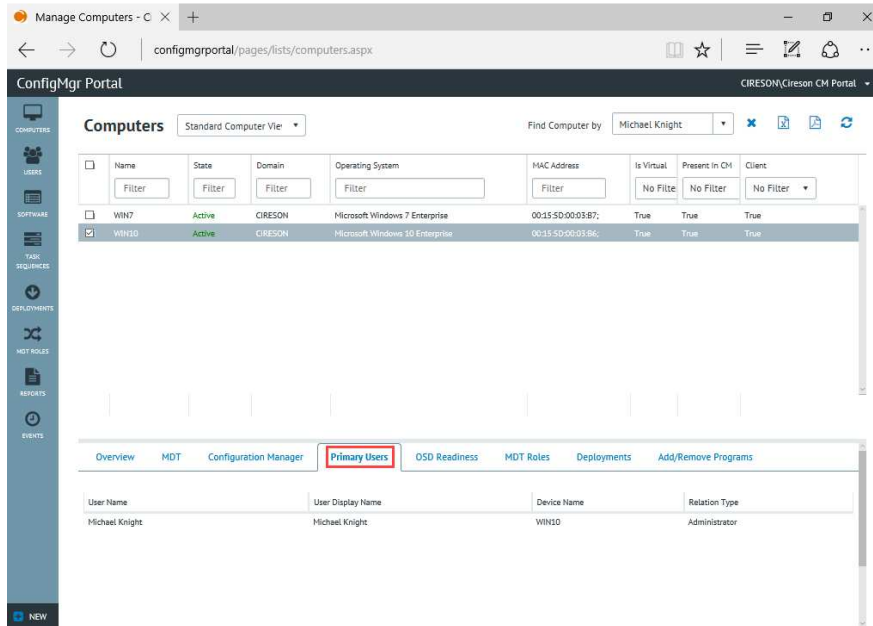 Manage Computers - C
configmgrportal/pages/lists/computers.aspx
ConfigMgr Portal
CIRESON\Cireson CM Portal
COMPUTERS
USERS
SOFTWARE
TASK SEQUENCES
DEPLOYMENTS
MDT ROLES
REPORTS
EVENTS
NEW
Computers
Standard Computer Vie
Find Computer by
Michael Knight
Name State Domain Operating System MAC Address Is Virtual Present In CM Client
Filter Filter Filter Filter Filter No Filte No Filter No Filter
WIN7 Active CIRESON Microsoft Windows 7 Enterprise 00:15:5D:00:03:B7; True True True
WIN10 Active CIRESON Microsoft Windows 10 Enterprise 00:15:5D:00:03:B6; True True True
Overview MDT Configuration Manager Primary Users OSD Readiness MDT Roles Deployments Add/Remove Programs
User Name User Display Name Device Name Relation Type
Michael Knight Michael Knight WIN10 Administrator